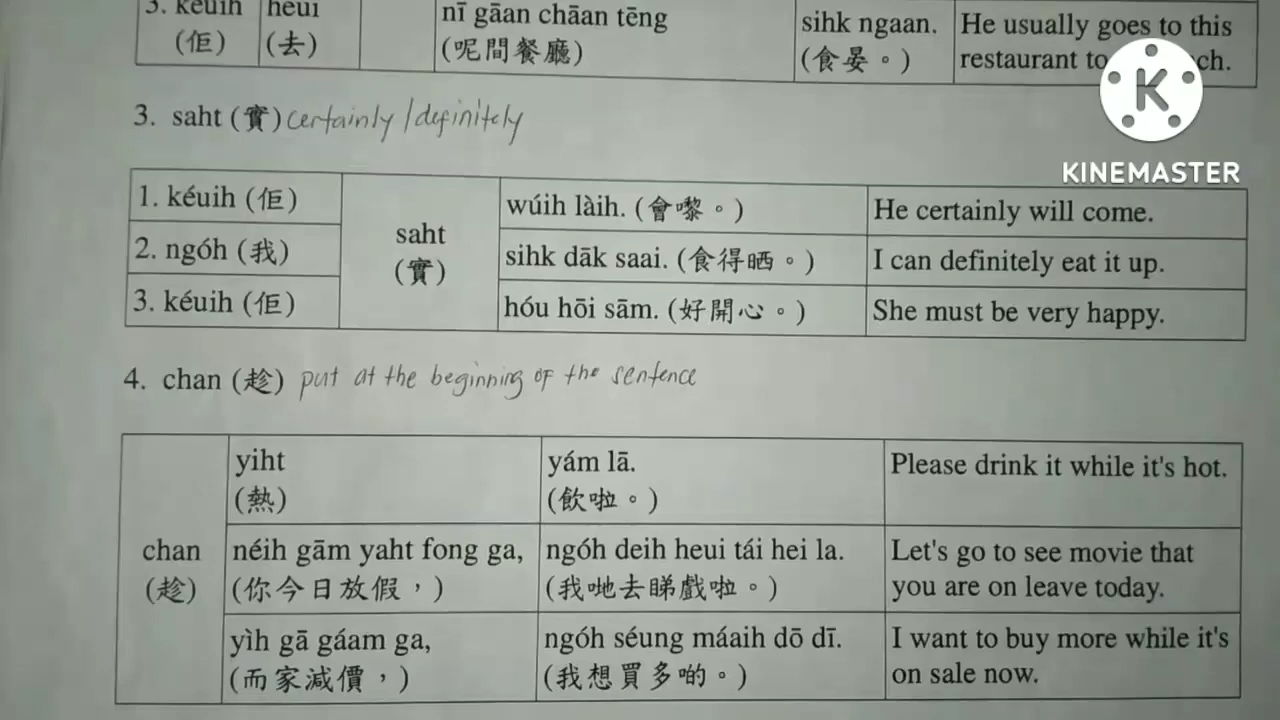 3. kéuih heui nī gāan chāan tēng sihk ngaan. He usually goes to this
(佢) (去) (呢間餐廳) (食晏。) restaurant to ch.
KINEMASTER
3. saht (實) certainly / definitely
1. kéuih (佢) wúih làih. (會嚟。) He certainly will come.
saht
2. ngóh (我) sihk dāk saai. (食得晒。) I can definitely eat it up.
(實)
3. kéuih (佢) hóu hōi sām. (好開心。) She must be very happy.
4. chan (趁) put at the beginning of the sentence
yiht yám lā. Please drink it while it's hot.
(熱) (飲啦。)
chan néih gām yaht fong ga, ngóh deih heui tái hei la. Let's go to see movie that
(趁) (你今日放假，) (我哋去睇戲啦。) you are on leave today.
yìh gā gáam ga, ngóh séung máaih dō dī. I want to buy more while it's
(而家減價，) (我想買多啲。) on sale now.